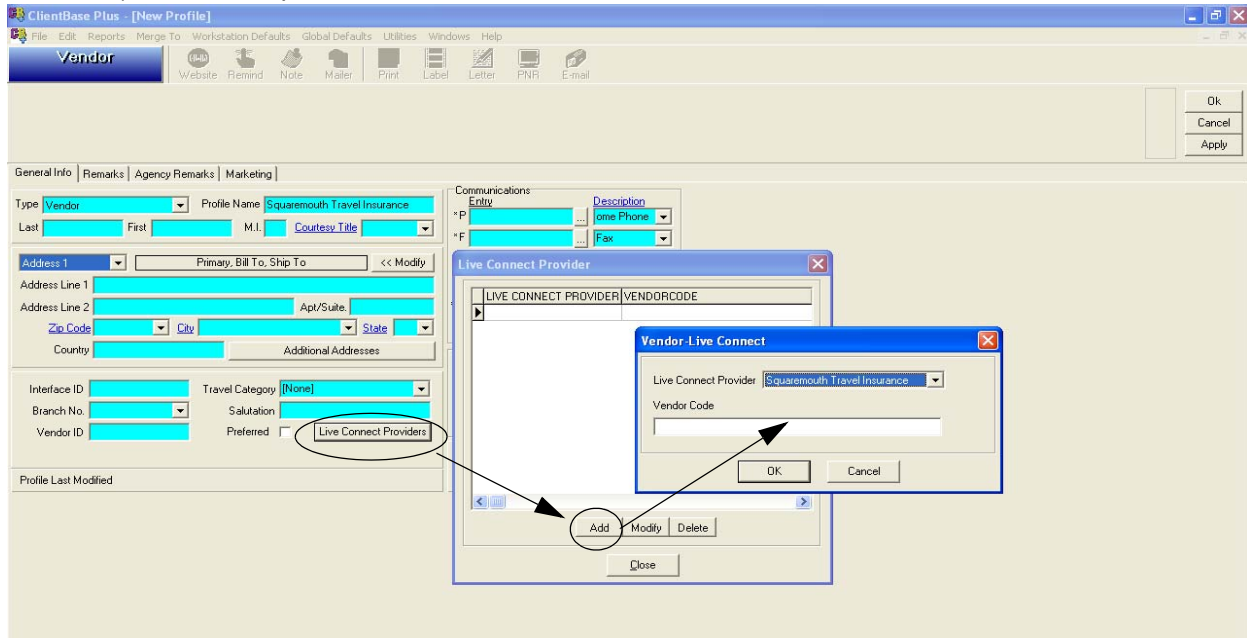 ClientBase Plus - [New Profile]
File Edit Reports Merge To Workstation Defaults Global Defaults Utilities Windows Help
Vendor
Website Remind Note Mailer Print Label Letter PNR E-mail
Ok
Cancel
Apply
General Info Remarks Agency Remarks Marketing
Type Vendor Profile Name Squaremouth Travel Insurance
Last First M.I. Courtesy Title
Address 1 Primary, Bill To, Ship To << Modify
Address Line 1
Address Line 2 Apt/Suite.
Zip Code City State
Country Additional Addresses
Interface ID Travel Category [None]
Branch No. Salutation
Vendor ID Preferred Live Connect Providers
Profile Last Modified
Communications
Entry Description
*P ... ome Phone
*F ... Fax
Live Connect Provider
LIVE CONNECT PROVIDER VENDORCODE
Add Modify Delete
Close
Vendor-Live Connect
Live Connect Provider Squaremouth Travel Insurance
Vendor Code
OK Cancel